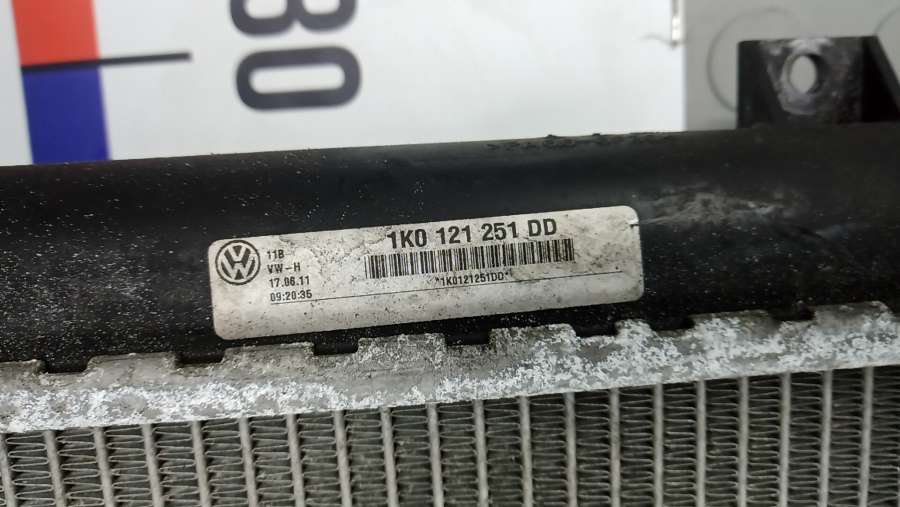 80
1K0 121 251 DD
11B
VW-H
17.06.11
09:20:35
*1K0121251DD*